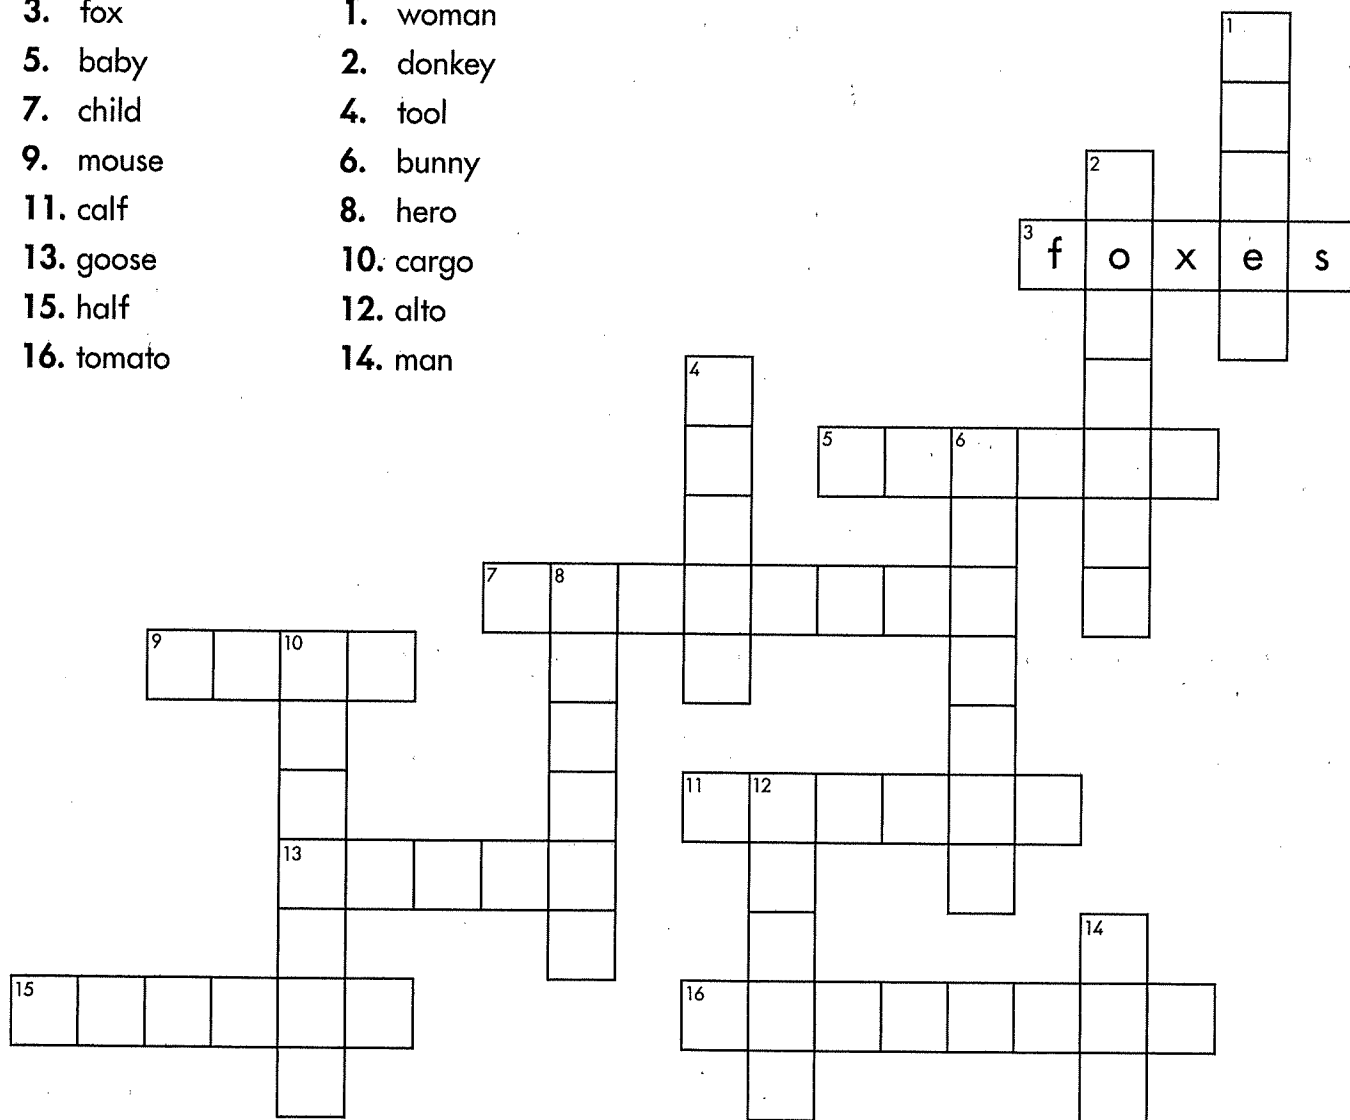 3. fox
5. baby
7. child
9. mouse
11. calf
13. goose
15. half
16. tomato
1. woman
2. donkey
4. tool
6. bunny
8. hero
10. cargo
12. alto
14. man
1
2
3 f o x e s
4
5 6
7 8
9 10
11 12
13
14
15
16